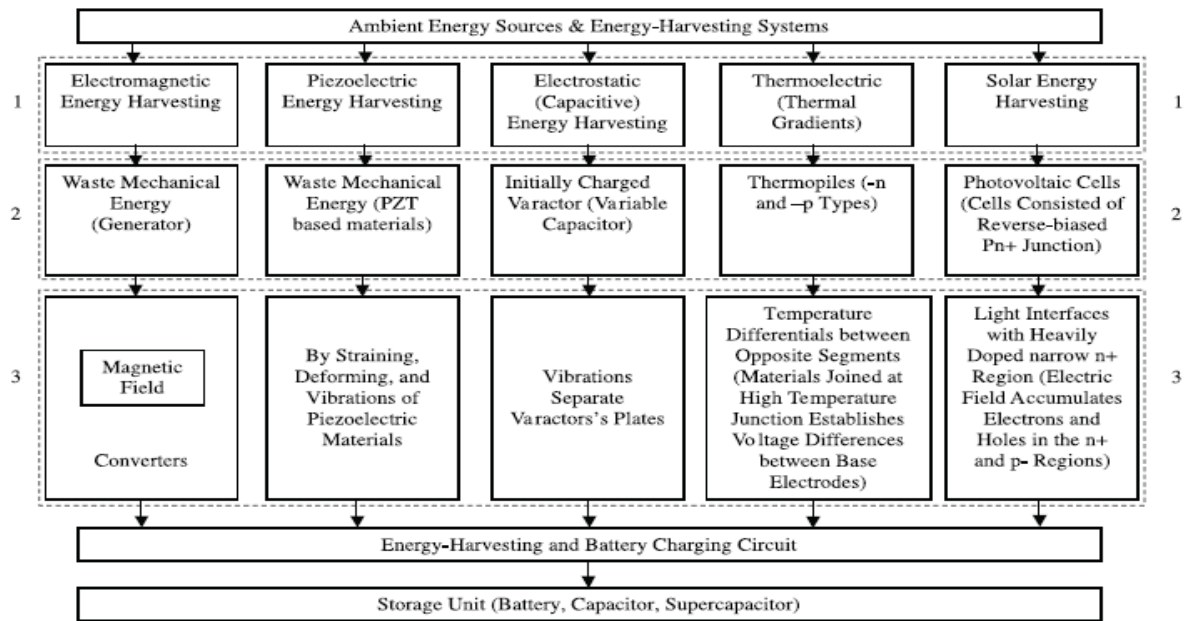 Ambient Energy Sources & Energy-Harvesting Systems
1
Electromagnetic
Energy Harvesting
Piezoelectric
Energy Harvesting
Electrostatic
(Capacitive)
Energy Harvesting
Thermoelectric
(Thermal
Gradients)
Solar Energy
Harvesting
1
2
Waste Mechanical
Energy
(Generator)
Waste Mechanical
Energy (PZT
based materials)
Initially Charged
Varactor (Variable
Capacitor)
Thermopiles (-n
and –p Types)
Photovoltaic Cells
(Cells Consisted of
Reverse-biased
Pn+ Junction)
2
3
Magnetic
Field
Converters
By Straining,
Deforming, and
Vibrations of
Piezoelectric
Materials
Vibrations
Separate
Varactors's Plates
Temperature
Differentials between
Opposite Segments
(Materials Joined at
High Temperature
Junction Establishes
Voltage Differences
between Base
Electrodes)
Light Interfaces
with Heavily
Doped narrow n+
Region (Electric
Field Accumulates
Electrons and
Holes in the n+
and p- Regions)
3
Energy-Harvesting and Battery Charging Circuit
Storage Unit (Battery, Capacitor, Supercapacitor)